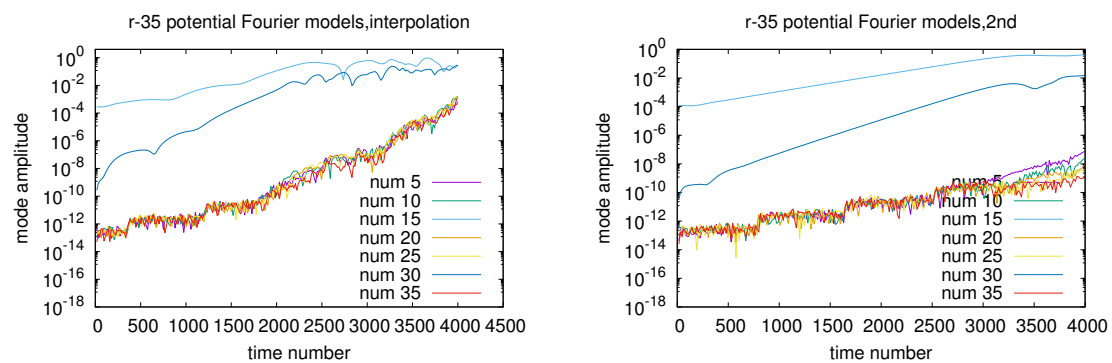 r-35 potential Fourier models,interpolation
10^0
10^-2
10^-4
10^-6
10^-8
10^-10
10^-12
10^-14
10^-16
10^-18
mode amplitude
num 5
num 10
num 15
num 20
num 25
num 30
num 35
0 500 1000 1500 2000 2500 3000 3500 4000 4500
time number
r-35 potential Fourier models,2nd
10^0
10^-2
10^-4
10^-6
10^-8
10^-10
10^-12
10^-14
10^-16
10^-18
mode amplitude
num 5
num 10
num 15
num 20
num 25
num 30
num 35
0 500 1000 1500 2000 2500 3000 3500 4000
time number